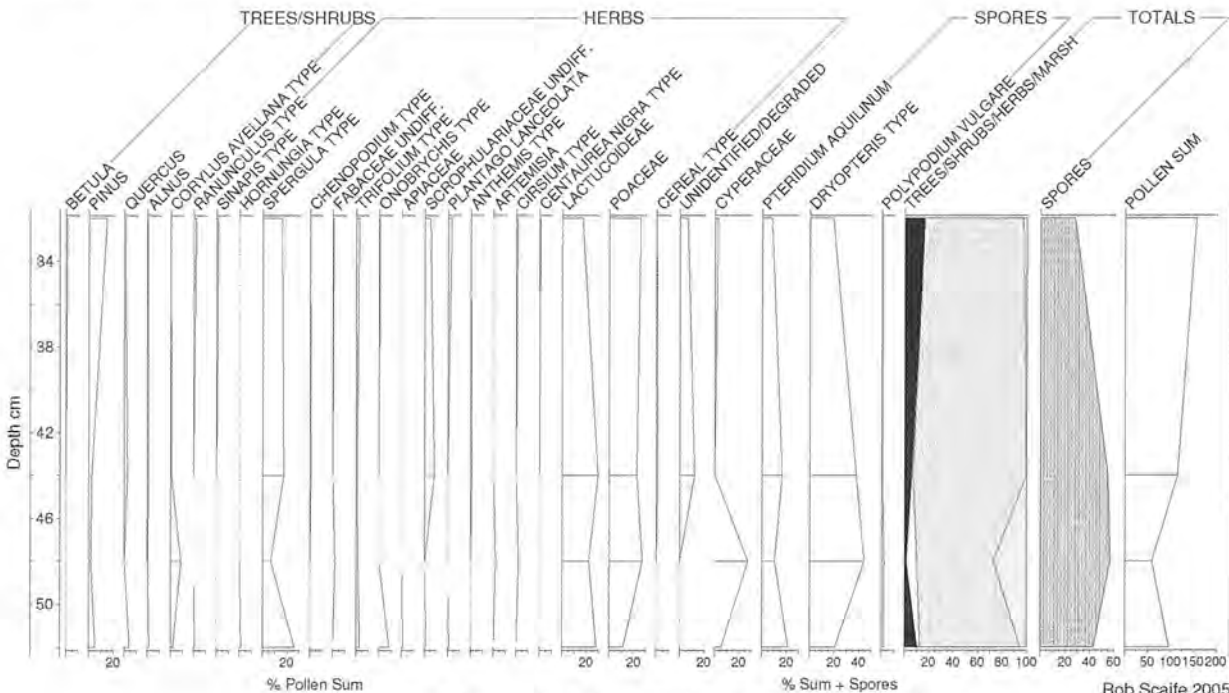 TREES/SHRUBS HERBS SPORES TOTALS
BETULA
PINUS
QUERCUS
ALNUS
CORYLUS AVELLANA TYPE
RANUNCULUS TYPE
SINAPIS TYPE
HORNUNGIA TYPE
SPERGULA TYPE
CHENOPODIUM TYPE
FABACEAE UNDIFF.
TRIFOLIUM TYPE
ONOBRYCHIS TYPE
APIACEAE
SCROPHULARIACEAE UNDIFF.
PLANTAGO LANCEOLATA
ANTHEMIS TYPE
ARTEMISIA
CIRSIUM TYPE
CENTAUREA NIGRA TYPE
LACTUCOIDEAE
POACEAE
CEREAL TYPE
UNIDENTIFIED/DEGRADED
CYPERACEAE
PTERIDIUM AQUILINUM
DRYOPTERIS TYPE
POLYPODIUM VULGARE
TREES/SHRUBS/HERBS/MARSH
SPORES
POLLEN SUM
Depth cm
34
38
42
46
50
20 20 20 20 20 20 20 20 40 20 40 60 80 100 20 40 60 50 100 150 200
% Pollen Sum % Sum + Spores Rob Scaife 2005